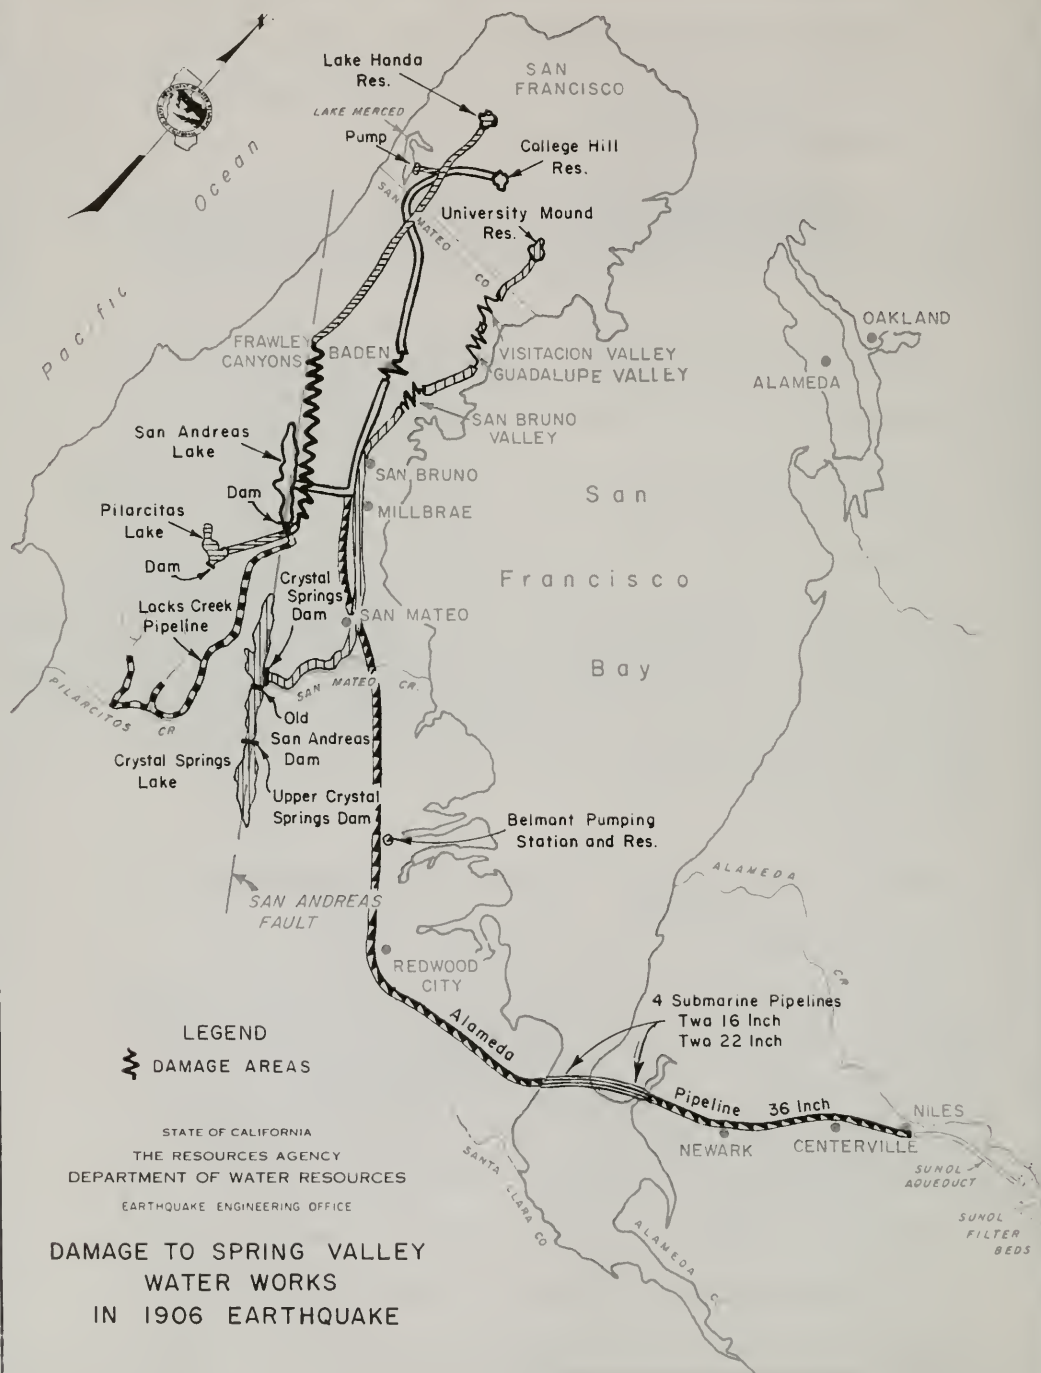 Lake Honda
Res.
SAN
FRANCISCO
LAKE MERCED
Pump
College Hill
Res.
Pacific Ocean
SAN MATEO CO
University Mound
Res.
OAKLAND
ALAMEDA
FRAWLEY
CANYONS
BADEN
VISITACION VALLEY
GUADALUPE VALLEY
SAN BRUNO
VALLEY
San Andreas
Lake
SAN BRUNO
Dam
MILLBRAE
Pilarcitas
Lake
Dam
San
Francisco
Bay
Crystal
Springs
Dam
Locks Creek
Pipeline
SAN MATEO
SAN MATEO CR.
PILARCITOS CR
Old
San Andreas
Dam
Crystal Springs
Lake
Upper Crystal
Springs Dam
Belmont Pumping
Station and Res.
ALAMEDA CR
SAN ANDREAS
FAULT
REDWOOD
CITY
4 Submarine Pipelines
Two 16 Inch
Two 22 Inch
Alameda Pipeline 36 Inch
NEWARK
CENTERVILLE
NILES
SUNOL
AQUEDUCT
SUNOL
FILTER
BEDS
SANTA CLARA CO
ALAMEDA C.
LEGEND
DAMAGE AREAS
STATE OF CALIFORNIA
THE RESOURCES AGENCY
DEPARTMENT OF WATER RESOURCES
EARTHQUAKE ENGINEERING OFFICE
DAMAGE TO SPRING VALLEY
WATER WORKS
IN 1906 EARTHQUAKE